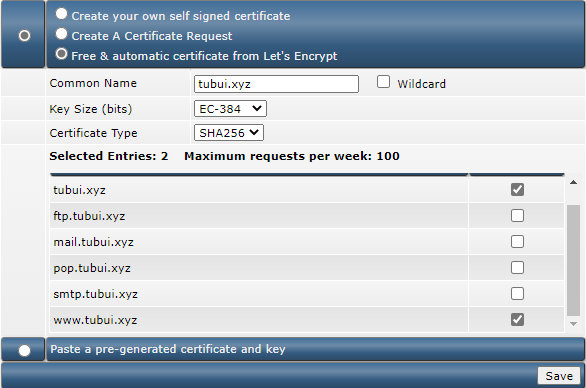 Create your own self signed certificate
Create A Certificate Request
Free & automatic certificate from Let's Encrypt
Common Name tubui.xyz Wildcard
Key Size (bits) EC-384
Certificate Type SHA256
Selected Entries: 2 Maximum requests per week: 100
tubui.xyz
ftp.tubui.xyz
mail.tubui.xyz
pop.tubui.xyz
smtp.tubui.xyz
www.tubui.xyz
Paste a pre-generated certificate and key
Save